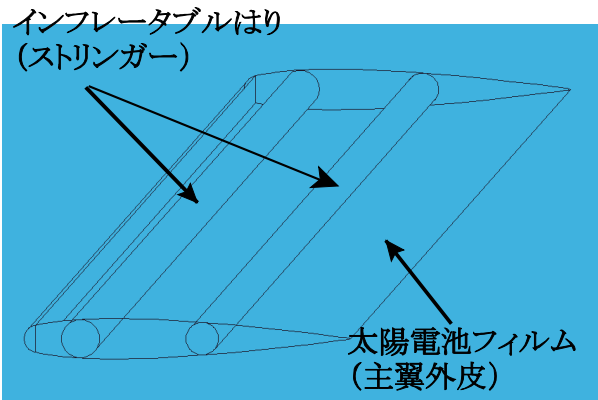 インフレータブルはり
（ストリンガー）
太陽電池フィルム
（主翼外皮）